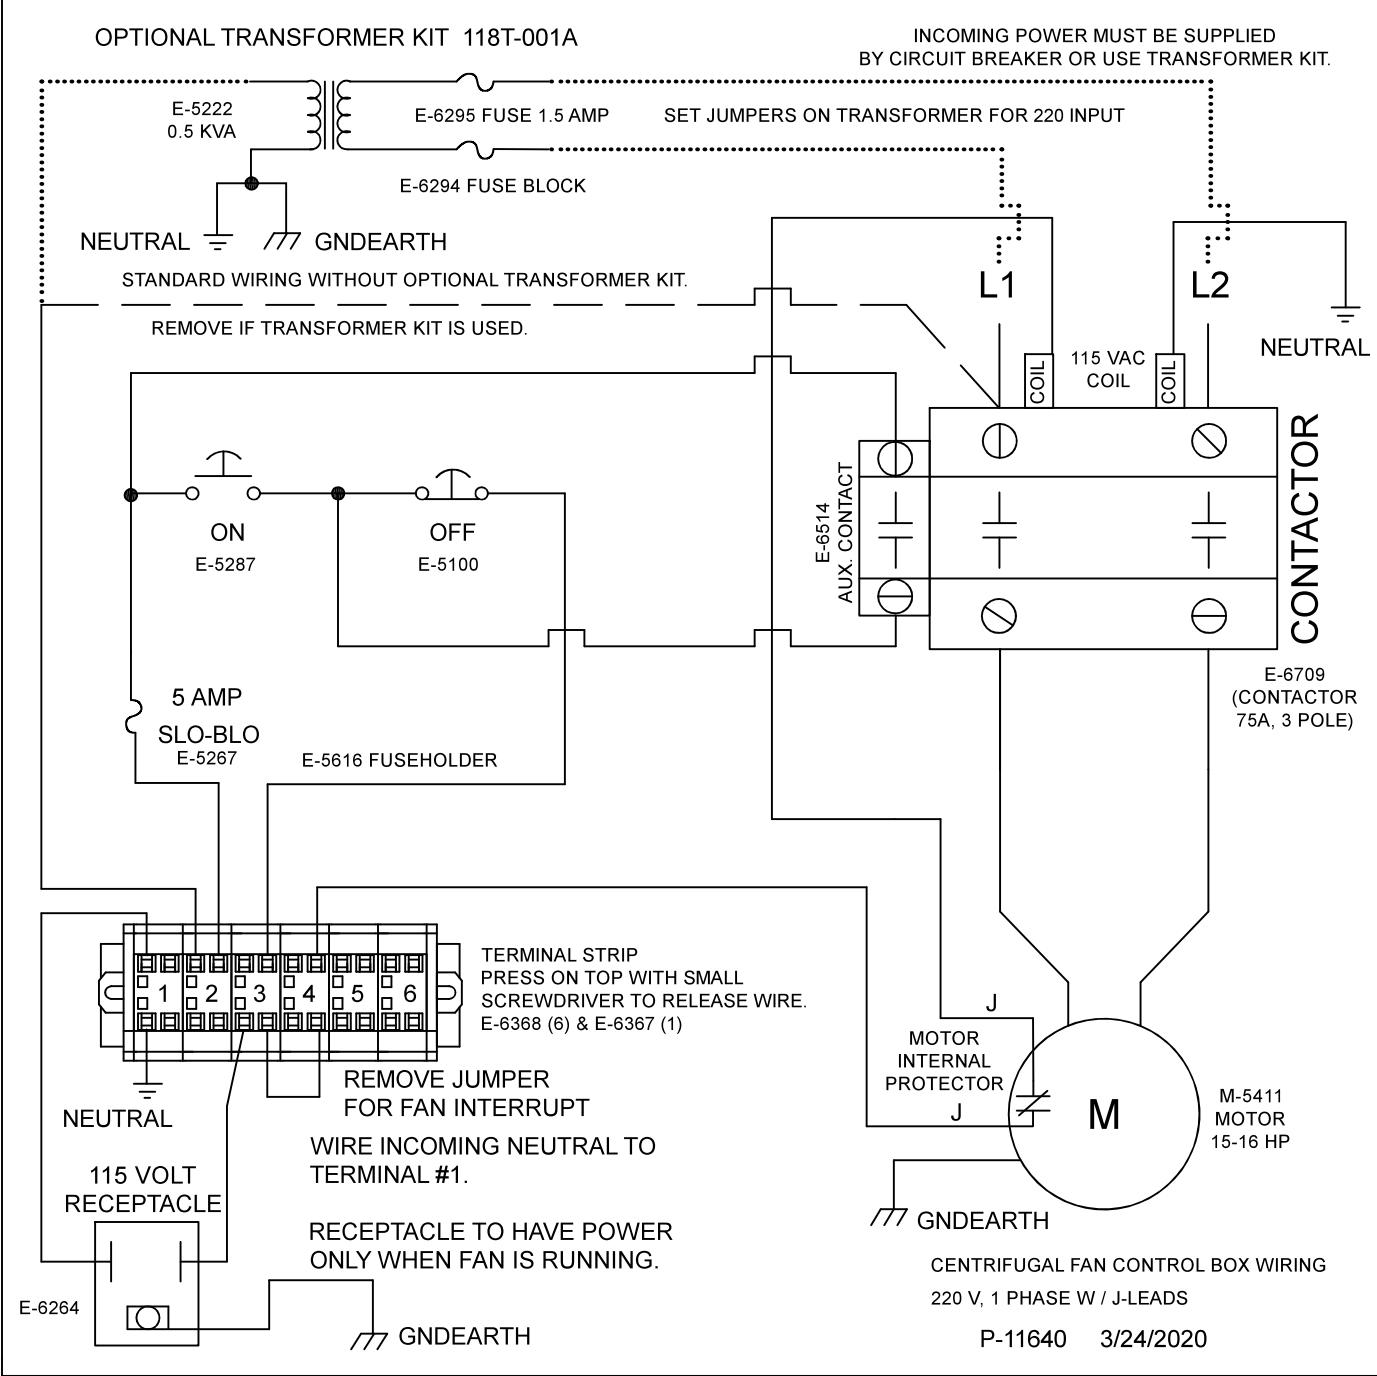 OPTIONAL TRANSFORMER KIT 118T-001A
INCOMING POWER MUST BE SUPPLIED
BY CIRCUIT BREAKER OR USE TRANSFORMER KIT.
E-5222
0.5 KVA
E-6295 FUSE 1.5 AMP
SET JUMPERS ON TRANSFORMER FOR 220 INPUT
E-6294 FUSE BLOCK
NEUTRAL
GNDEARTH
STANDARD WIRING WITHOUT OPTIONAL TRANSFORMER KIT.
L1
L2
REMOVE IF TRANSFORMER KIT IS USED.
NEUTRAL
COIL
115 VAC
COIL
COIL
CONTACTOR
E-6514
AUX. CONTACT
ON
E-5287
OFF
E-5100
E-6709
(CONTACTOR
75A, 3 POLE)
5 AMP
SLO-BLO
E-5267
E-5616 FUSEHOLDER
1
2
3
4
5
6
TERMINAL STRIP
PRESS ON TOP WITH SMALL
SCREWDRIVER TO RELEASE WIRE.
E-6368 (6) & E-6367 (1)
J
MOTOR
INTERNAL
PROTECTOR
J
M
M-5411
MOTOR
15-16 HP
NEUTRAL
REMOVE JUMPER
FOR FAN INTERRUPT
WIRE INCOMING NEUTRAL TO
TERMINAL #1.
115 VOLT
RECEPTACLE
RECEPTACLE TO HAVE POWER
ONLY WHEN FAN IS RUNNING.
GNDEARTH
E-6264
GNDEARTH
CENTRIFUGAL FAN CONTROL BOX WIRING
220 V, 1 PHASE W / J-LEADS
P-11640 3/24/2020